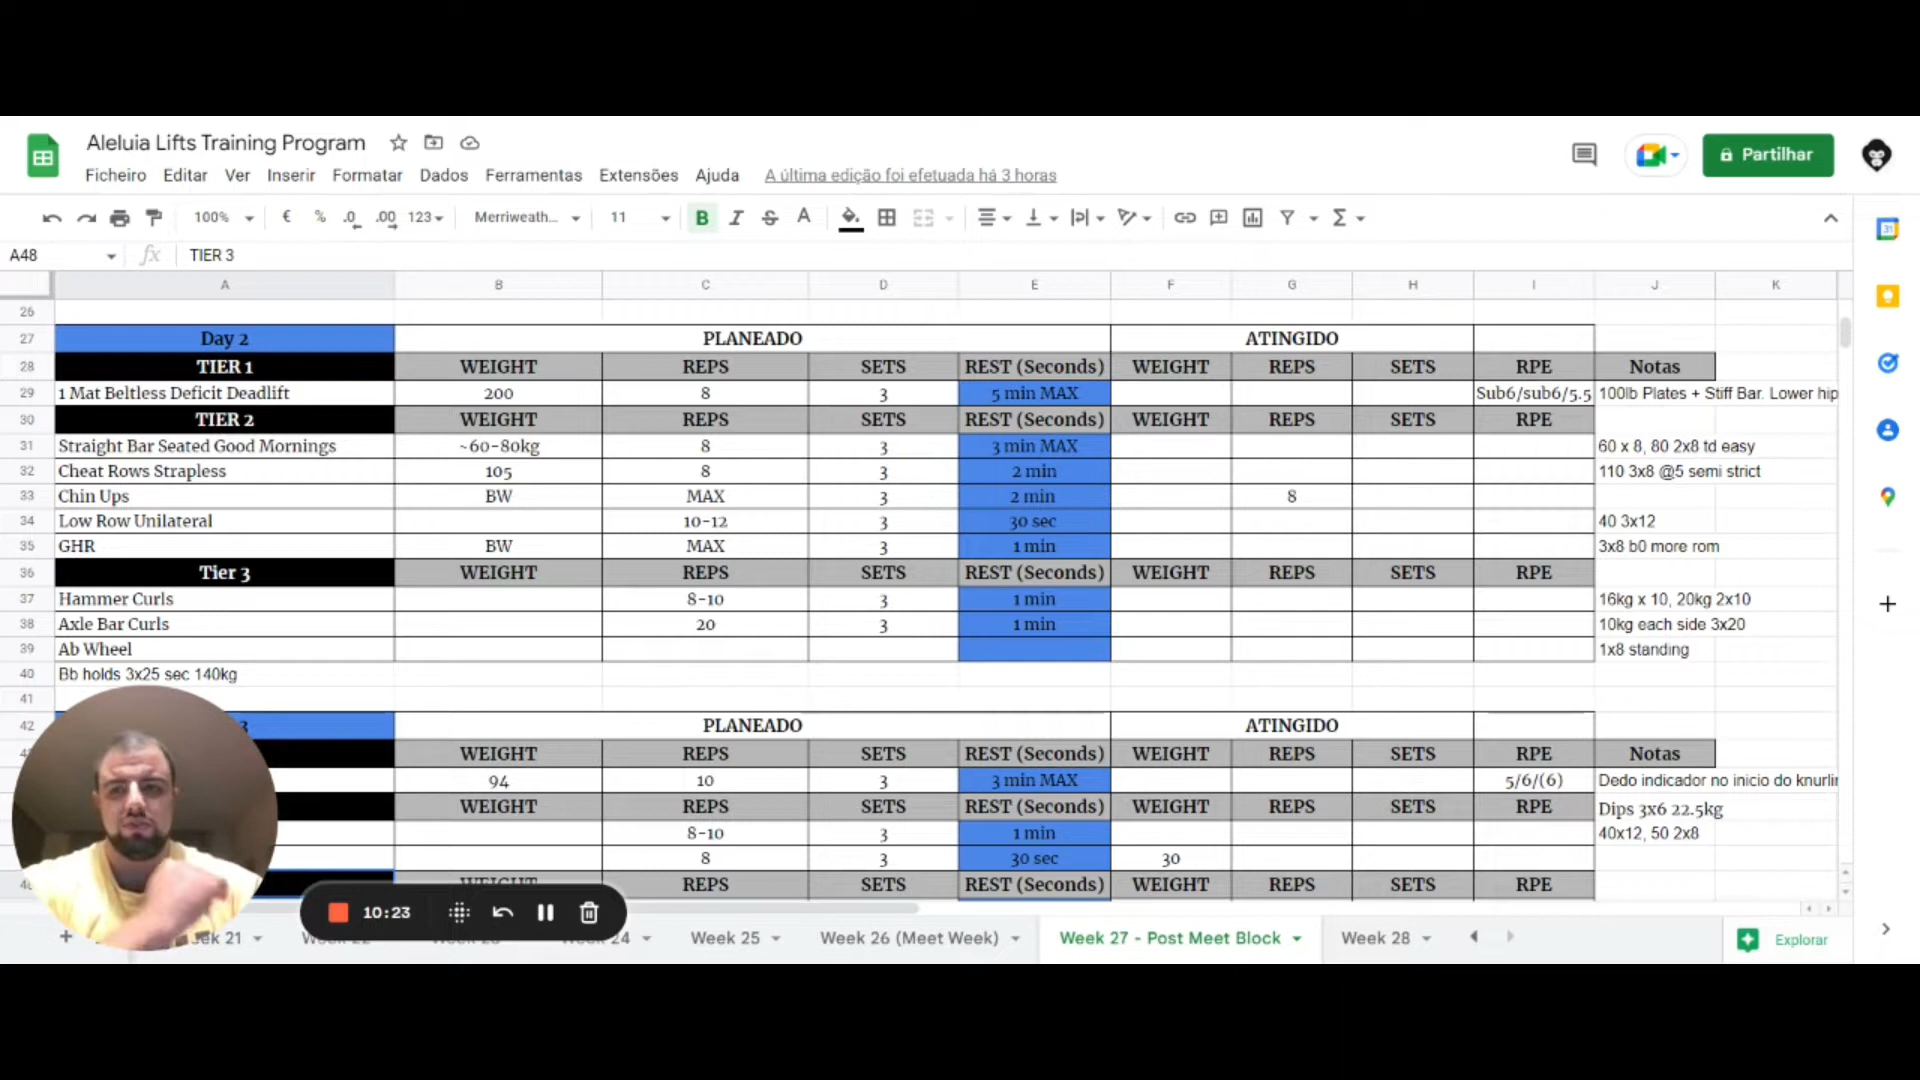 Aleluia Lifts Training Program
Ficheiro Editar Ver Inserir Formatar Dados Ferramentas Extensões Ajuda A última edição foi efetuada há 3 horas
Partilhar
100% € % .0 .00 123 Merriweath... 11 B I S A
A48 fx TIER 3
A B C D E F G H I J K
26
27 Day 2 PLANEADO ATINGIDO
28 TIER 1 WEIGHT REPS SETS REST (Seconds) WEIGHT REPS SETS RPE Notas
29 1 Mat Beltless Deficit Deadlift 200 8 3 5 min MAX Sub6/sub6/5.5 100lb Plates + Stiff Bar. Lower hip
30 TIER 2 WEIGHT REPS SETS REST (Seconds) WEIGHT REPS SETS RPE
31 Straight Bar Seated Good Mornings ~60-80kg 8 3 3 min MAX 60 x 8, 80 2x8 td easy
32 Cheat Rows Strapless 105 8 3 2 min 110 3x8 @5 semi strict
33 Chin Ups BW MAX 3 2 min 8
34 Low Row Unilateral 10-12 3 30 sec 40 3x12
35 GHR BW MAX 3 1 min 3x8 b0 more rom
36 Tier 3 WEIGHT REPS SETS REST (Seconds) WEIGHT REPS SETS RPE
37 Hammer Curls 8-10 3 1 min 16kg x 10, 20kg 2x10
38 Axle Bar Curls 20 3 1 min 10kg each side 3x20
39 Ab Wheel 1x8 standing
40 Bb holds 3x25 sec 140kg
41
42 3 PLANEADO ATINGIDO
WEIGHT REPS SETS REST (Seconds) WEIGHT REPS SETS RPE Notas
94 10 3 3 min MAX 5/6/(6) Dedo indicador no inicio do knurlin
WEIGHT REPS SETS REST (Seconds) WEIGHT REPS SETS RPE Dips 3x6 22.5kg
8-10 3 1 min 40x12, 50 2x8
8 3 30 sec 30
WEIGHT REPS SETS REST (Seconds) WEIGHT REPS SETS RPE
10:23
21 24 Week 25 Week 26 (Meet Week) Week 27 - Post Meet Block Week 28 Explorar